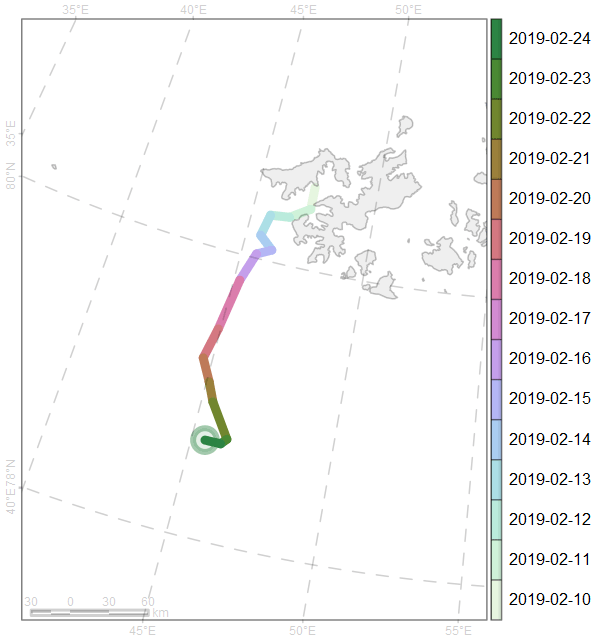 35°E 40°E 45°E 50°E
2019-02-24
2019-02-23
2019-02-22
35°E
2019-02-21
80°N
2019-02-20
2019-02-19
2019-02-18
2019-02-17
2019-02-16
2019-02-15
2019-02-14
78°N
40°E
2019-02-13
2019-02-12
2019-02-11
30 0 30 60
km
2019-02-10
45°E 50°E 55°E